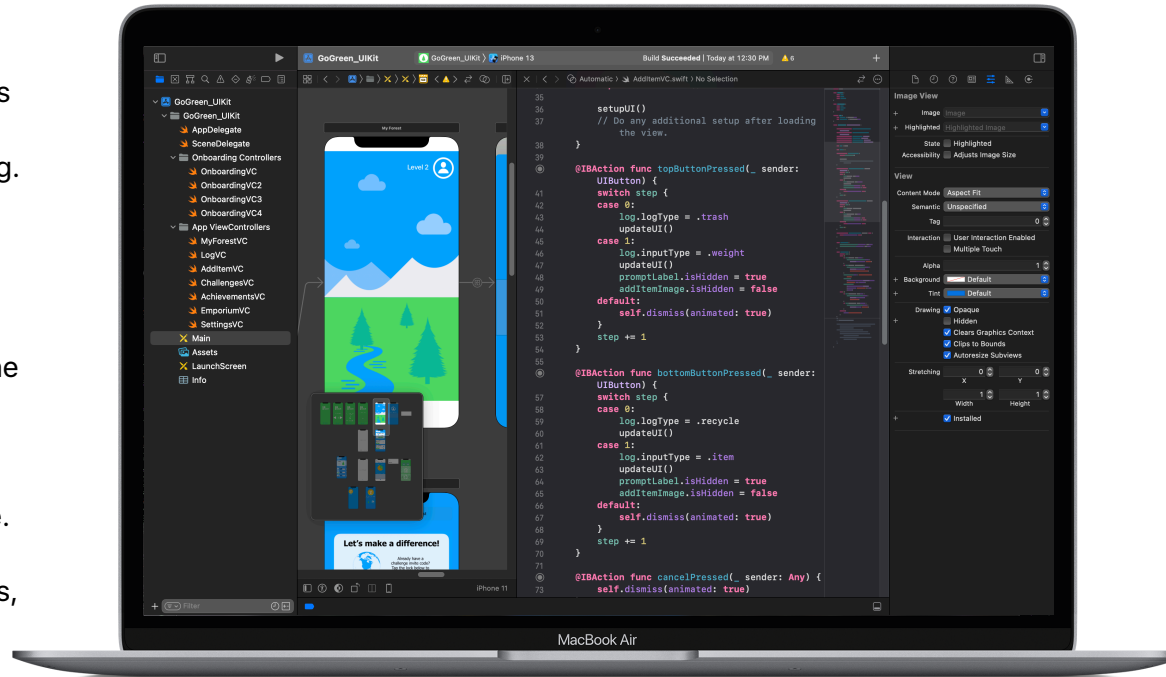 s
g.
ne
e.
s,
GoGreen_UIKit
GoGreen_UIKit
iPhone 13
Build Succeeded | Today at 12:30 PM
6
Automatic
AddItemVC.swift
No Selection
GoGreen_UIKit
GoGreen_UIKit
AppDelegate
SceneDelegate
Onboarding Controllers
OnboardingVC
OnboardingVC2
OnboardingVC3
OnboardingVC4
App ViewControllers
MyForestVC
LogVC
AddItemVC
ChallengesVC
AchievementsVC
EmporiumVC
SettingsVC
Main
Assets
LaunchScreen
Info
Filter
My Forest
Level 2
Let's make a difference!
Already have a
challenge invite code?
Tap the lock below to
iPhone 11
35
36 setupUI()
37 // Do any additional setup after loading
the view.
38 }
39
@IBAction func topButtonPressed(_ sender:
UIButton) {
41 switch step {
42 case 0:
43 log.logType = .trash
44 updateUI()
45 case 1:
46 log.inputType = .weight
47 updateUI()
48 promptLabel.isHidden = true
49 addItemImage.isHidden = false
50 default:
51 self.dismiss(animated: true)
52 }
53 step += 1
54 }
55
@IBAction func bottomButtonPressed(_ sender:
UIButton) {
57 switch step {
58 case 0:
59 log.logType = .recycle
60 updateUI()
61 case 1:
62 log.inputType = .item
63 updateUI()
64 promptLabel.isHidden = true
65 addItemImage.isHidden = false
66 default:
67 self.dismiss(animated: true)
68 }
69 step += 1
70 }
71
@IBAction func cancelPressed(_ sender: Any) {
73 self.dismiss(animated: true)
Image View
Image Image
Highlighted Highlighted Image
State Highlighted
Accessibility Adjusts Image Size
View
Content Mode Aspect Fit
Semantic Unspecified
Tag 0
Interaction User Interaction Enabled
Multiple Touch
Alpha 1
Background Default
Tint Default
Drawing Opaque
Hidden
Clears Graphics Context
Clips to Bounds
Autoresize Subviews
Stretching 0 0
X Y
1 1
Width Height
Installed
MacBook Air